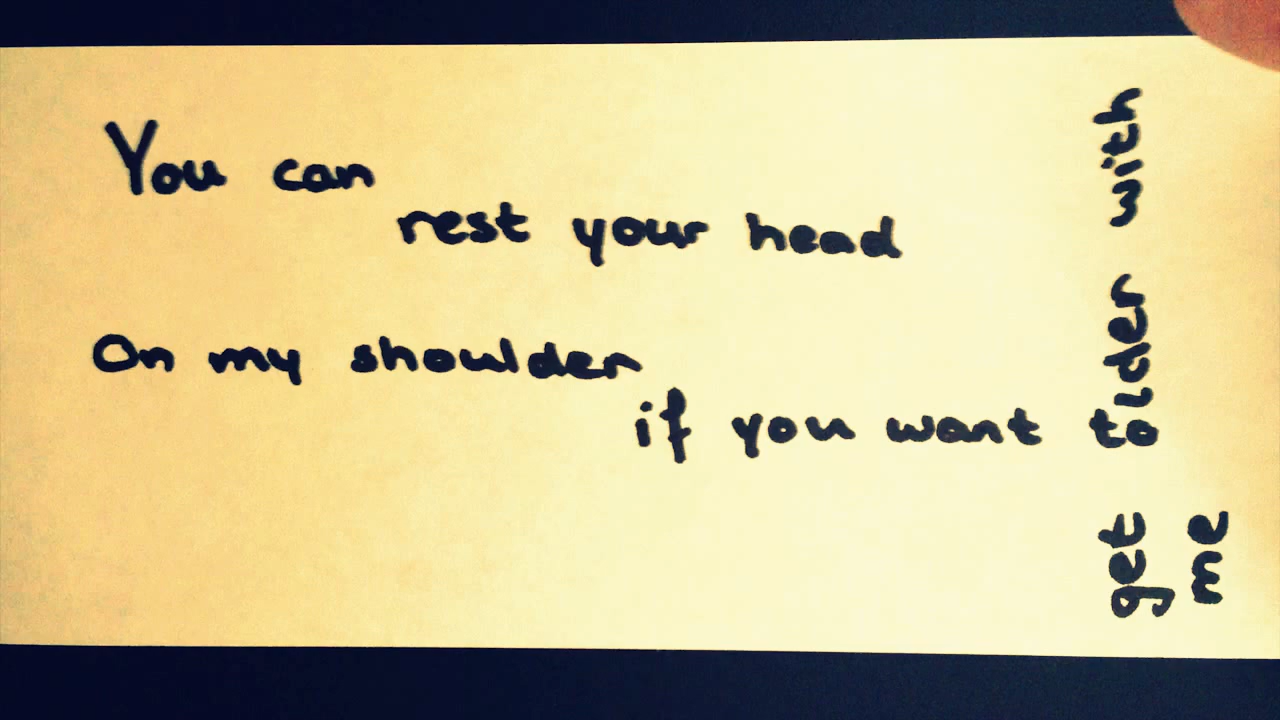 You can
rest your head
On my shoulder
if you want to
get older with
me